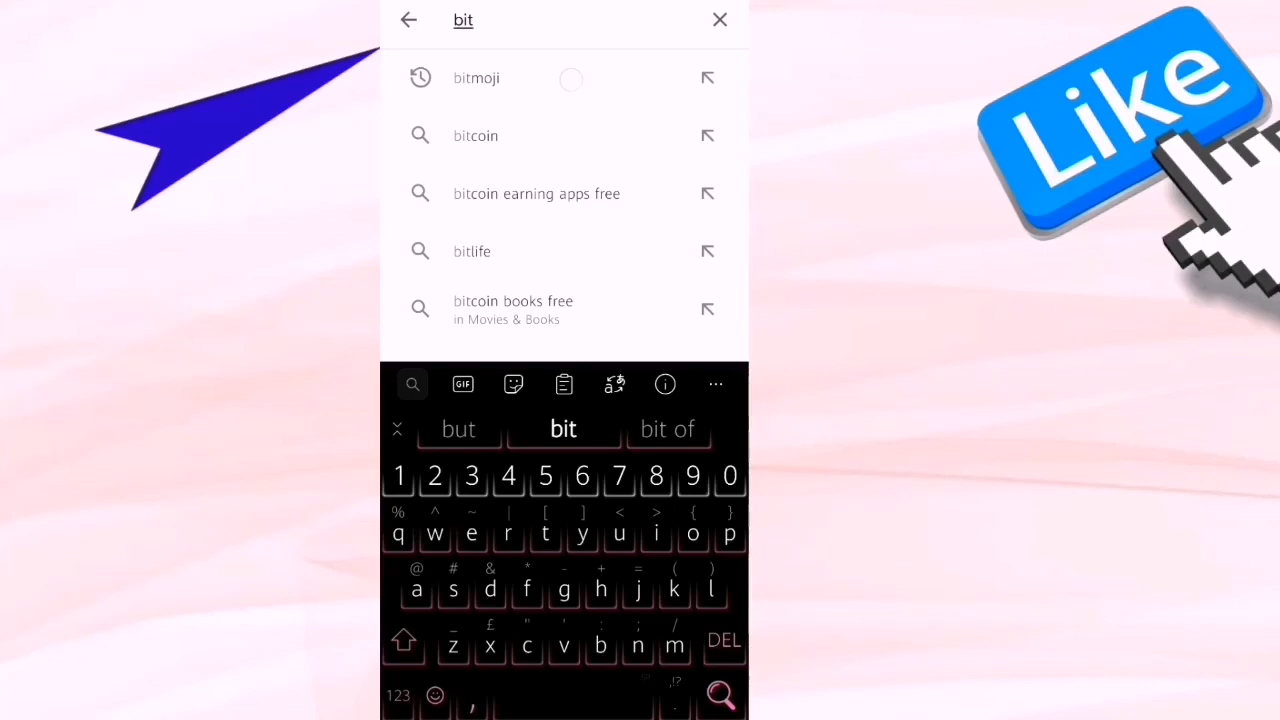 bit
bitmoji
bitcoin
bitcoin earning apps free
bitlife
bitcoin books free
in Movies & Books
Like
GIF
but bit bit of
1 2 3 4 5 6 7 8 9 0
% ^ ~ | [ ] < > { }
q w e r t y u i o p
@ # & * - + = ( )
a s d f g h j k l
_ £ " ' : ; /
z x c v b n m DEL
,!?
123 , .